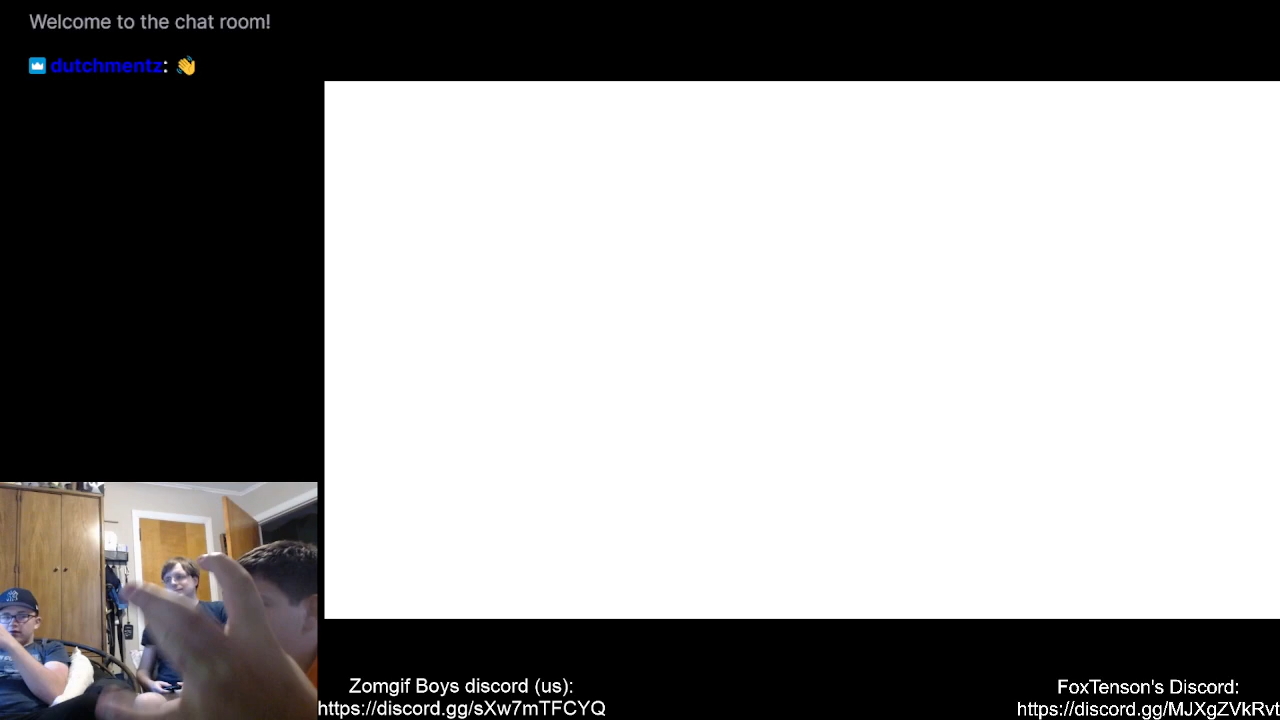 Welcome to the chat room!
dutchmentz: 👋
Zomgif Boys discord (us):
https://discord.gg/sXw7mTFCYQ
FoxTenson's Discord:
https://discord.gg/MJXgZVkRvt